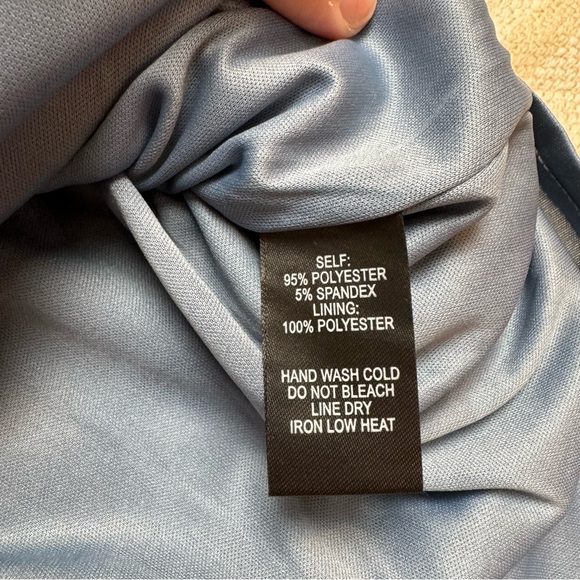 SELF:
95% POLYESTER
5% SPANDEX
LINING:
100% POLYESTER
HAND WASH COLD
DO NOT BLEACH
LINE DRY
IRON LOW HEAT